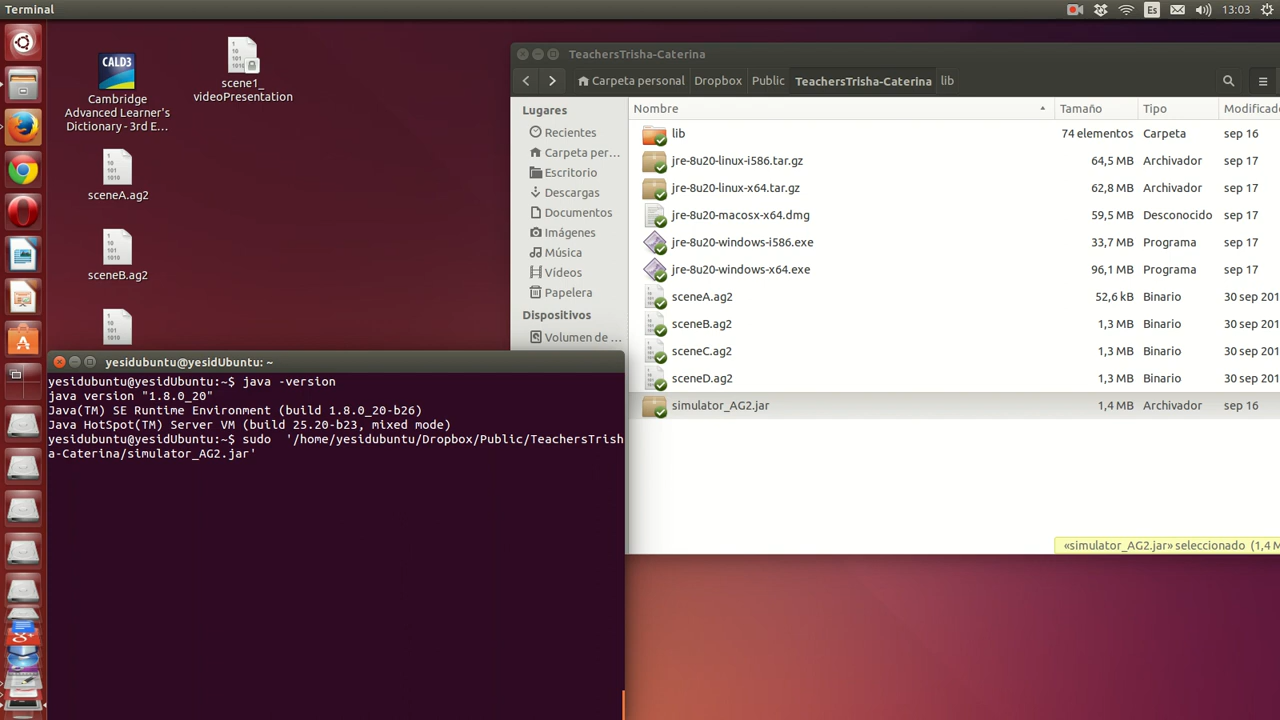 Terminal
Es
13:03
CALD3
Cambridge
Advanced Learner's
Dictionary - 3rd E...
scene1_
videoPresentation
sceneA.ag2
sceneB.ag2
TeachersTrisha-Caterina
Carpeta personal
Dropbox
Public
TeachersTrisha-Caterina
lib
Lugares
Recientes
Carpeta per...
Escritorio
Descargas
Documentos
Imágenes
Música
Vídeos
Papelera
Dispositivos
Volumen de ...
Nombre Tamaño Tipo Modificado
lib 74 elementos Carpeta sep 16
jre-8u20-linux-i586.tar.gz 64,5 MB Archivador sep 17
jre-8u20-linux-x64.tar.gz 62,8 MB Archivador sep 17
jre-8u20-macosx-x64.dmg 59,5 MB Desconocido sep 17
jre-8u20-windows-i586.exe 33,7 MB Programa sep 17
jre-8u20-windows-x64.exe 96,1 MB Programa sep 17
sceneA.ag2 52,6 kB Binario 30 sep 201
sceneB.ag2 1,3 MB Binario 30 sep 201
sceneC.ag2 1,3 MB Binario 30 sep 201
sceneD.ag2 1,3 MB Binario 30 sep 201
simulator_AG2.jar 1,4 MB Archivador sep 16
«simulator_AG2.jar» seleccionado (1,4 M
yesidubuntu@yesidUbuntu: ~
yesidubuntu@yesidUbuntu:~$ java -version
java version "1.8.0_20"
Java(TM) SE Runtime Environment (build 1.8.0_20-b26)
Java HotSpot(TM) Server VM (build 25.20-b23, mixed mode)
yesidubuntu@yesidUbuntu:~$ sudo  '/home/yesidubuntu/Dropbox/Public/TeachersTrish
a-Caterina/simulator_AG2.jar'